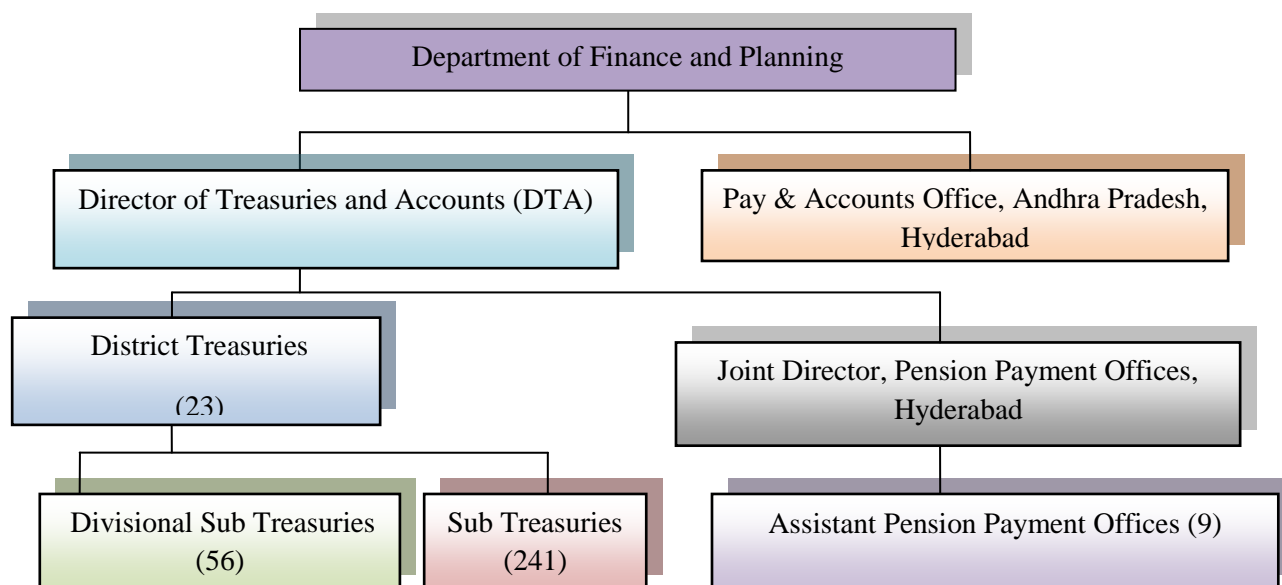 Department of Finance and Planning
Director of Treasuries and Accounts (DTA)
Pay & Accounts Office, Andhra Pradesh,
Hyderabad
District Treasuries
(23)
Joint Director, Pension Payment Offices,
Hyderabad
Divisional Sub Treasuries
(56)
Sub Treasuries
(241)
Assistant Pension Payment Offices (9)